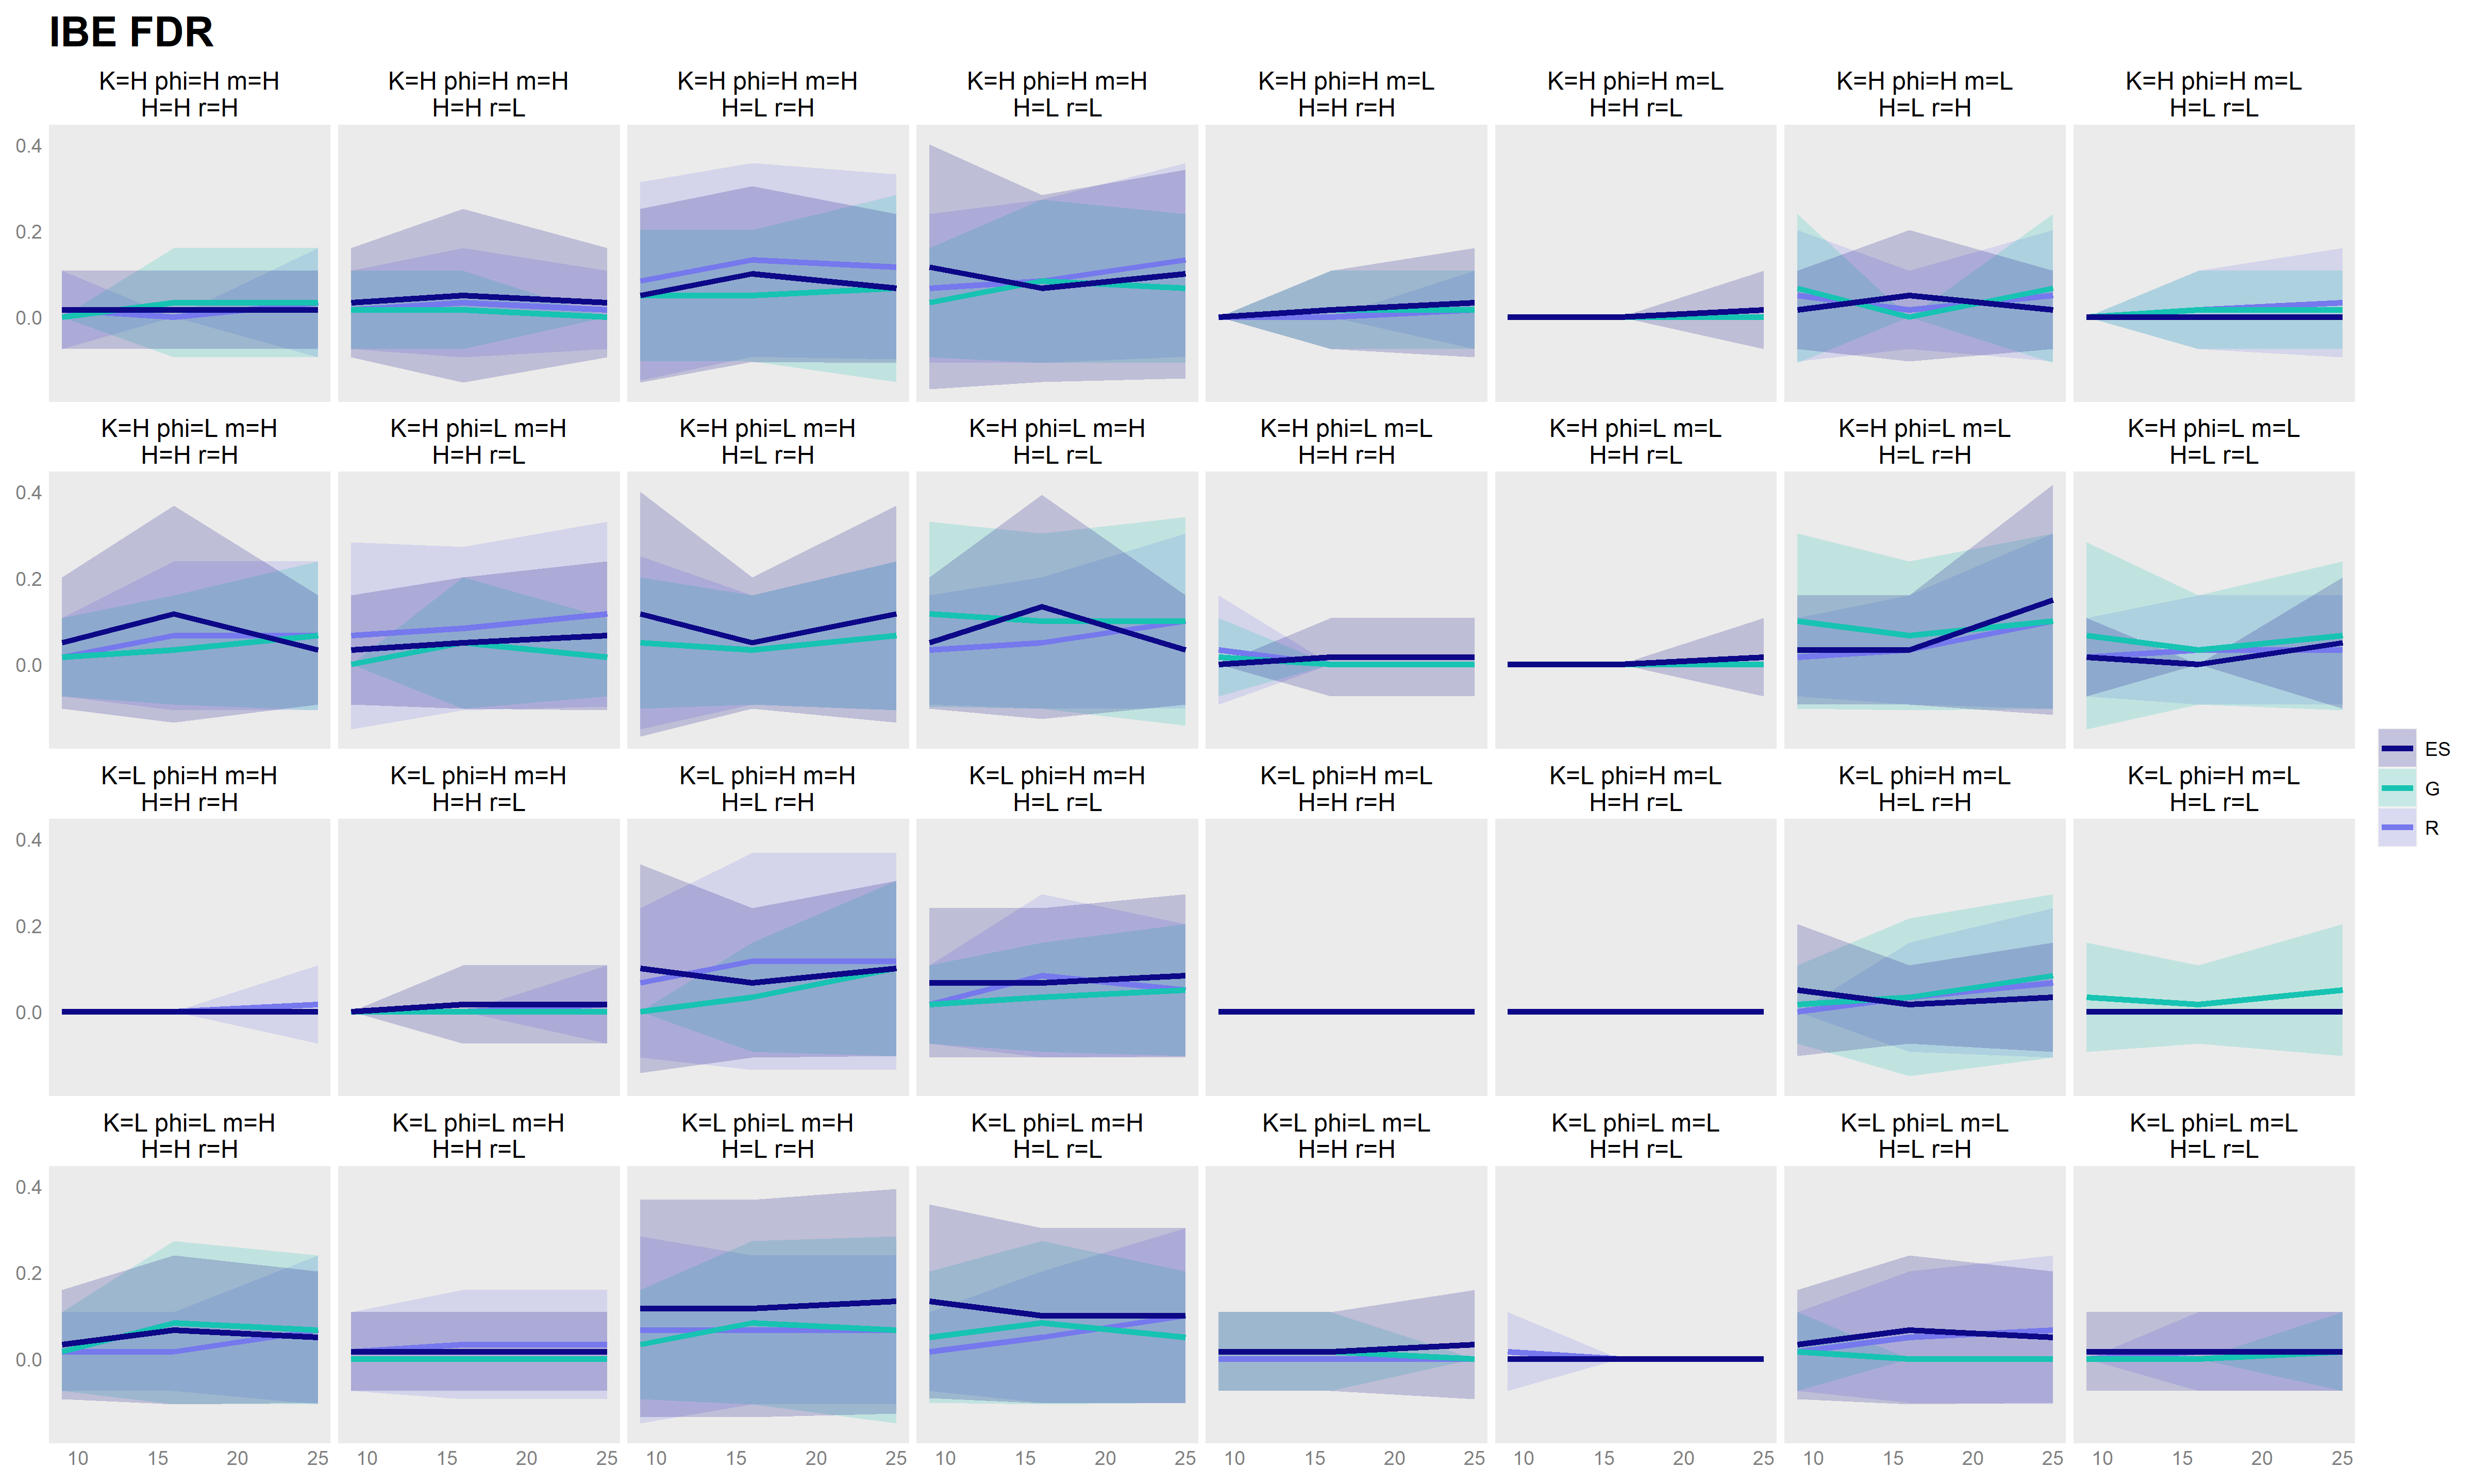 IBE FDR
K=H phi=H m=H K=H phi=H m=H K=H phi=H m=H K=H phi=H m=H K=H phi=H m=L K=H phi=H m=L K=H phi=H m=L K=H phi=H m=L
H=H r=H H=H r=L H=L r=H H=L r=L H=H r=H H=H r=L H=L r=H H=L r=L
0.4
0.2
0.0
K=H phi=L m=H K=H phi=L m=H K=H phi=L m=H K=H phi=L m=H K=H phi=L m=L K=H phi=L m=L K=H phi=L m=L K=H phi=L m=L
H=H r=H H=H r=L H=L r=H H=L r=L H=H r=H H=H r=L H=L r=H H=L r=L
0.4
0.2
0.0
K=L phi=H m=H K=L phi=H m=H K=L phi=H m=H K=L phi=H m=H K=L phi=H m=L K=L phi=H m=L K=L phi=H m=L K=L phi=H m=L
H=H r=H H=H r=L H=L r=H H=L r=L H=H r=H H=H r=L H=L r=H H=L r=L
0.4
0.2
0.0
K=L phi=L m=H K=L phi=L m=H K=L phi=L m=H K=L phi=L m=H K=L phi=L m=L K=L phi=L m=L K=L phi=L m=L K=L phi=L m=L
H=H r=H H=H r=L H=L r=H H=L r=L H=H r=H H=H r=L H=L r=H H=L r=L
0.4
0.2
0.0
10 15 20 25 10 15 20 25 10 15 20 25 10 15 20 25 10 15 20 25 10 15 20 25 10 15 20 25 10 15 20 25
ES
G
R